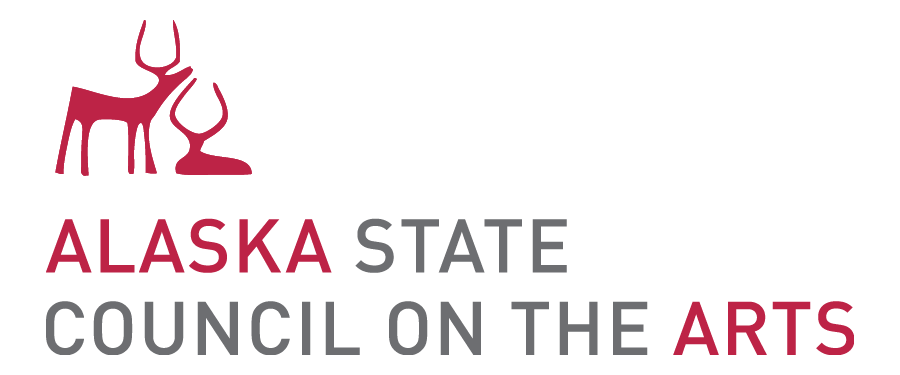 ALASKA STATE
COUNCIL ON THE ARTS